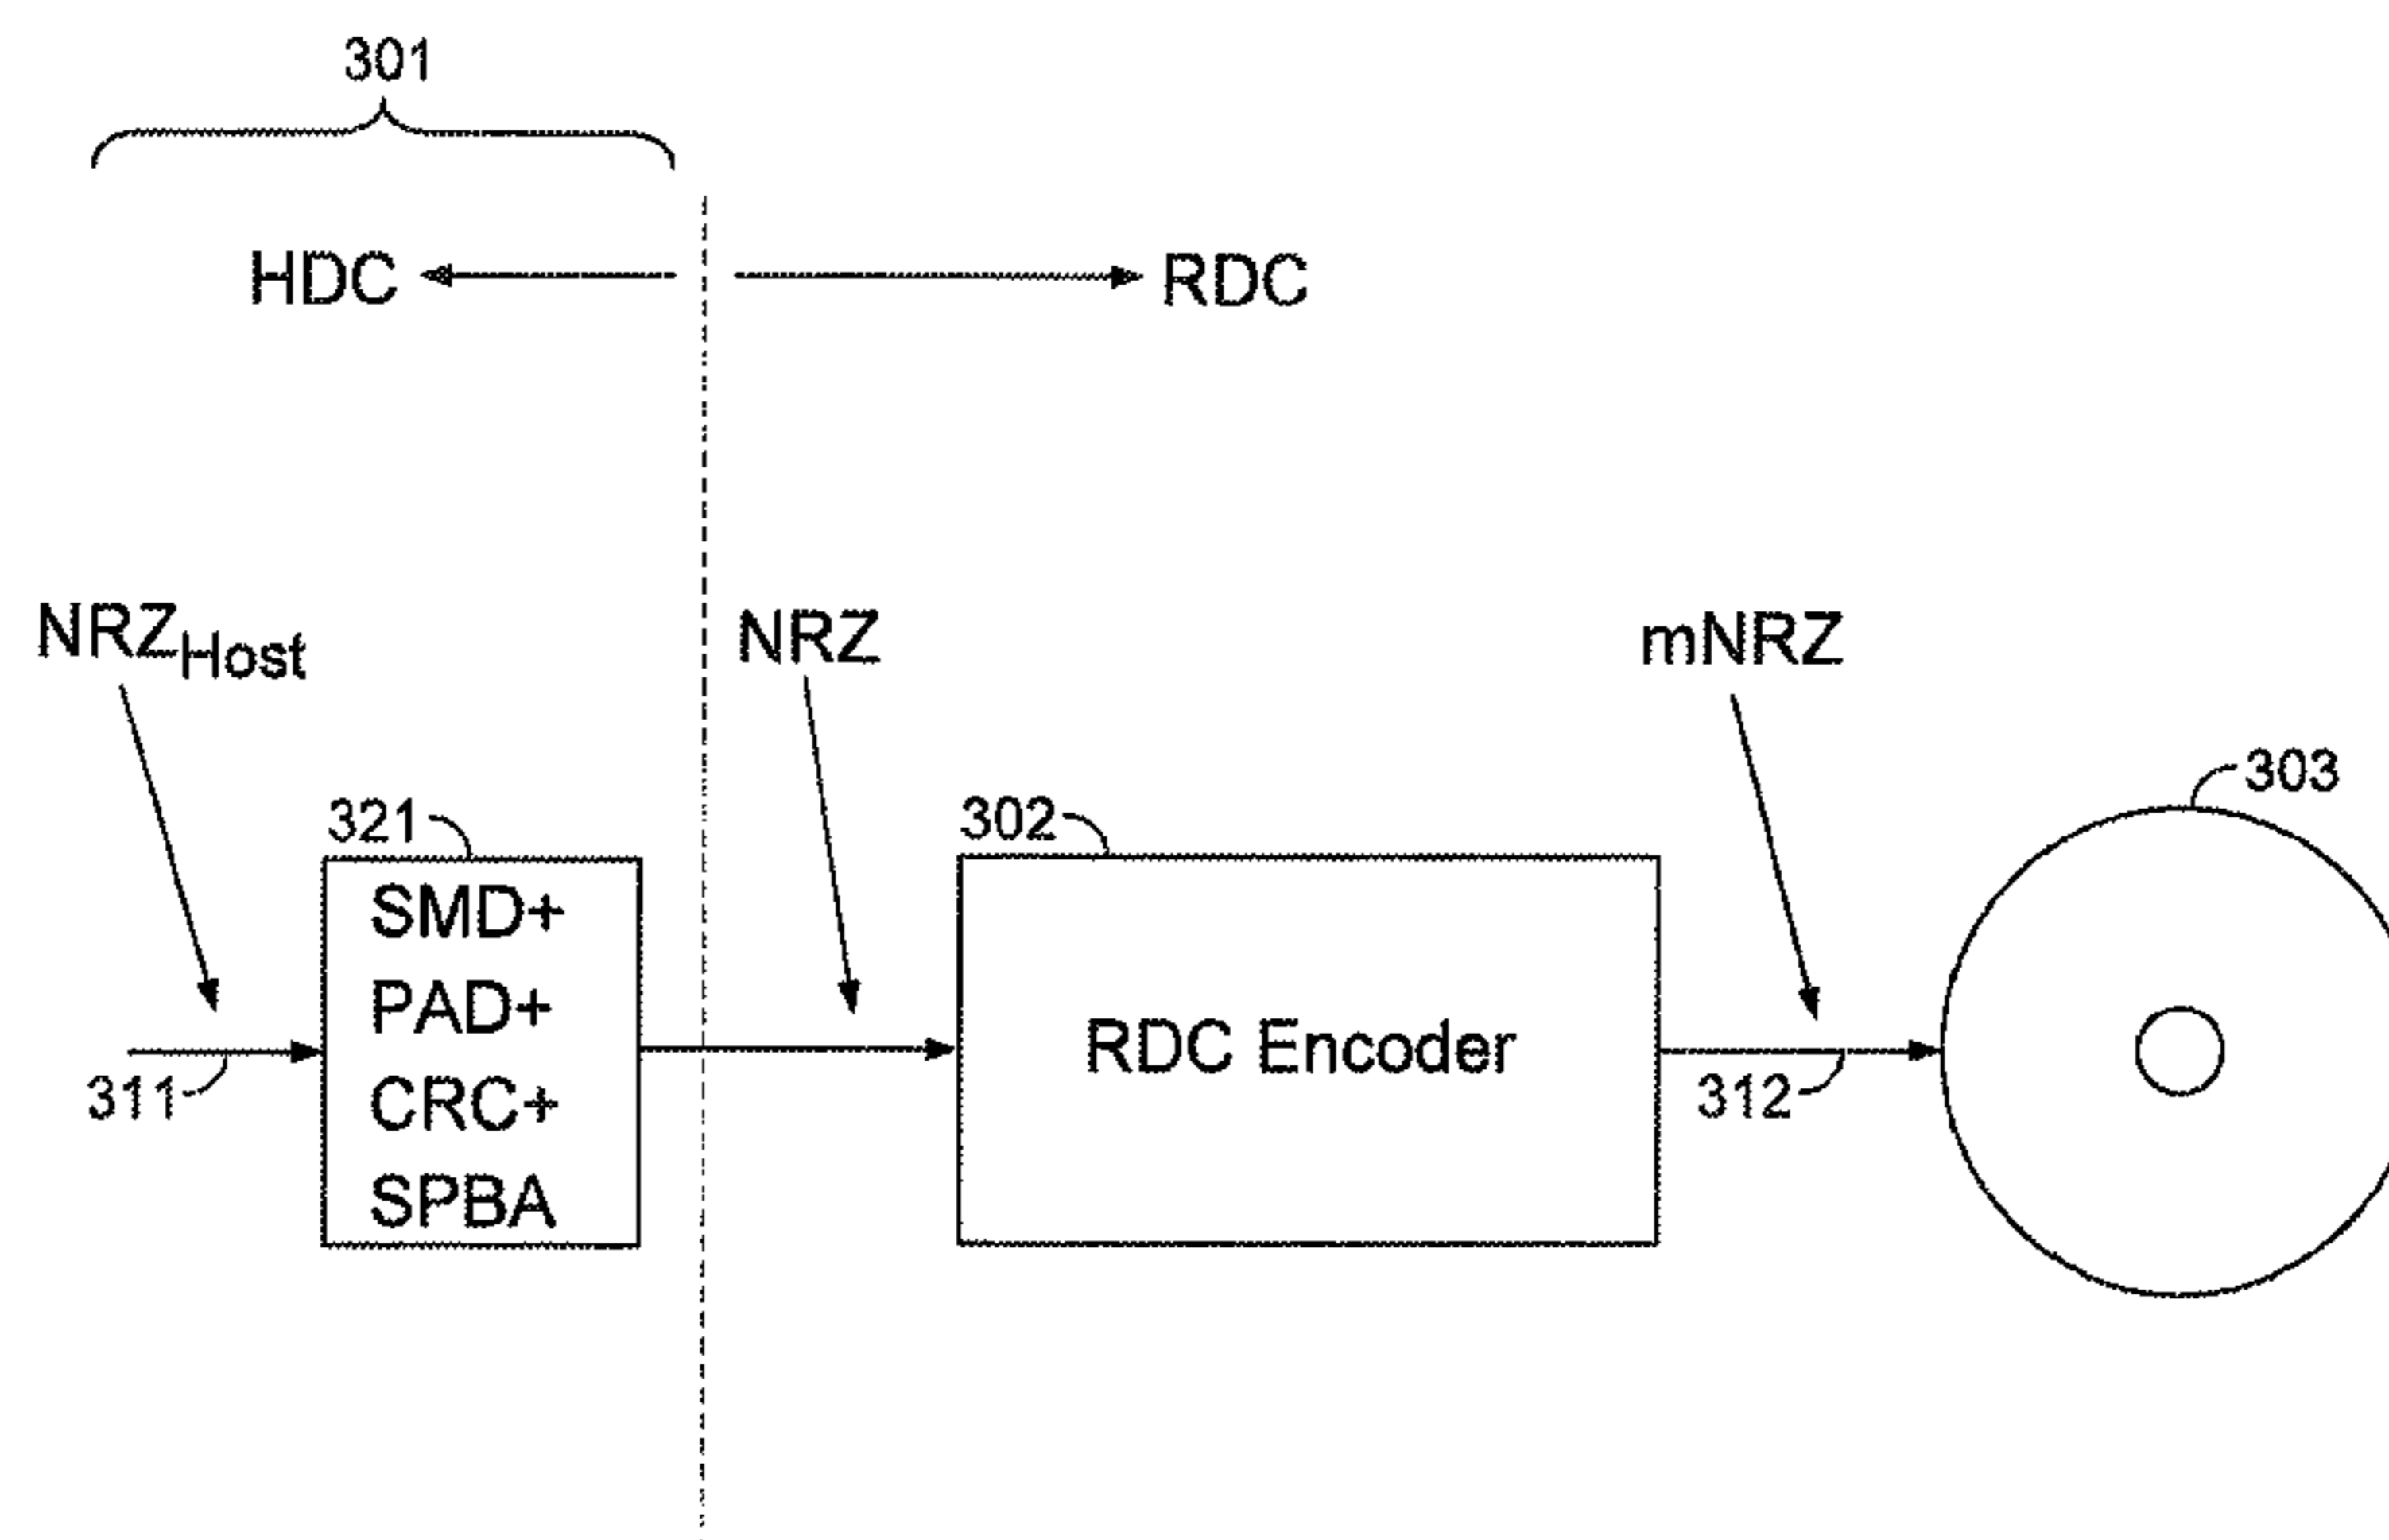 301
HDC
RDC
NRZHost
NRZ
mNRZ
303
321
302
SMD+
PAD+
CRC+
SPBA
RDC Encoder
311
312